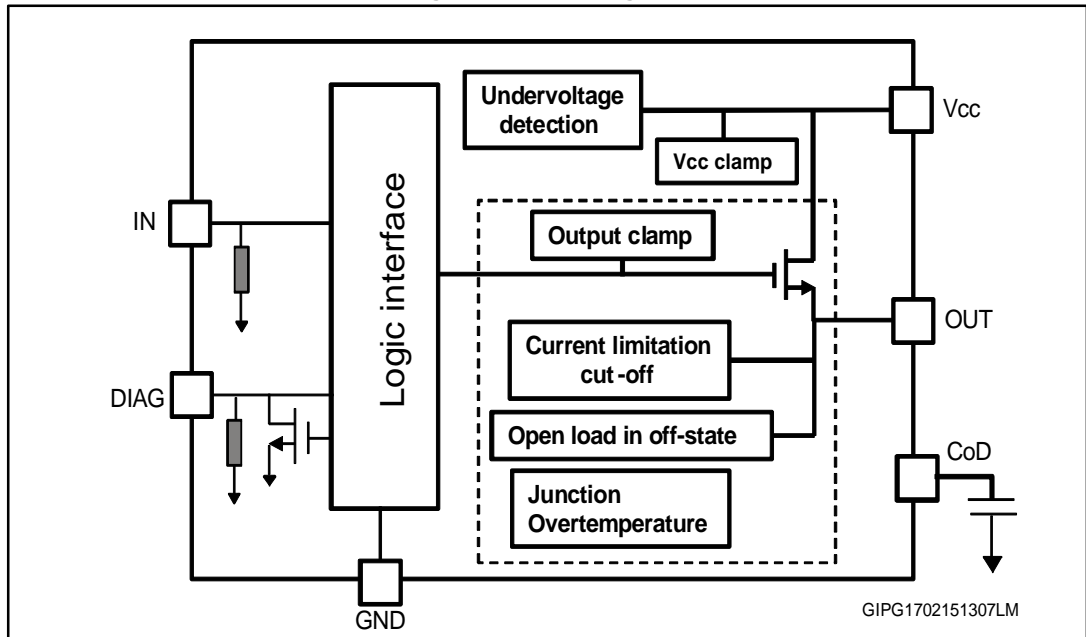 Undervoltage
detection
Vcc
Vcc clamp
IN
Logic interface
Output clamp
OUT
Current limitation
cut-off
DIAG
Open load in off-state
CoD
Junction
Overtemperature
GND
GIPG1702151307LM